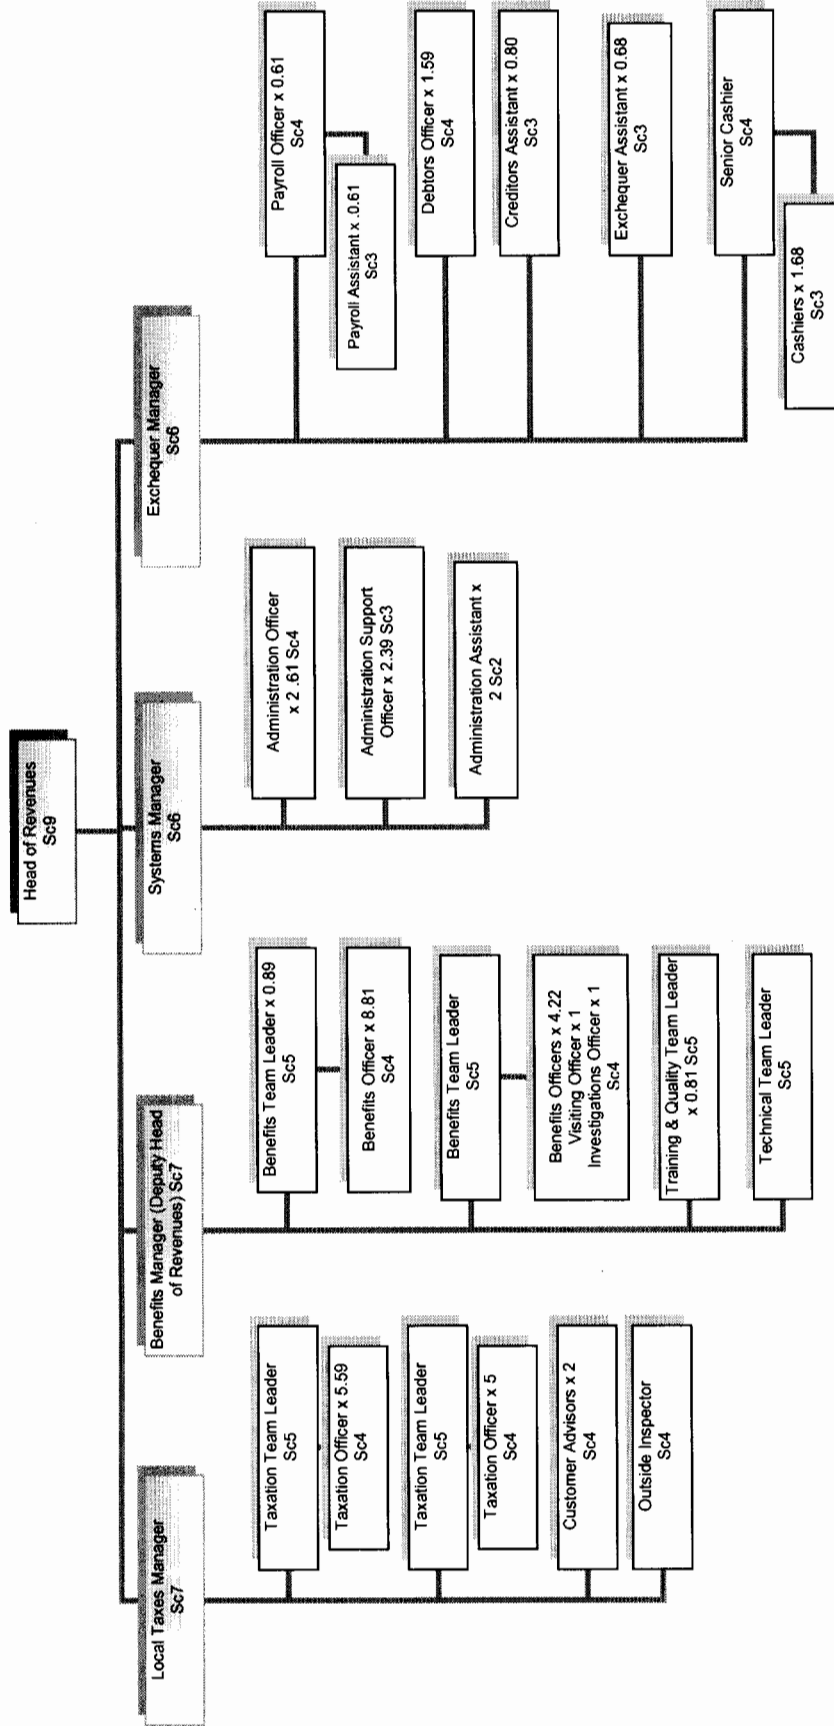 Head of Revenues
Sc9
Local Taxes Manager
Sc7
Taxation Team Leader
Sc5
Taxation Officer x 5.59
Sc4
Taxation Team Leader
Sc5
Taxation Officer x 5
Sc4
Customer Advisors x 2
Sc4
Outside Inspector
Sc4
Benefits Manager (Deputy Head
of Revenues) Sc7
Benefits Team Leader x 0.89
Sc5
Benefits Officer x 8.81
Sc4
Benefits Team Leader
Sc5
Benefits Officers x 4.22
Visiting Officer x 1
Investigations Officer x 1
Sc4
Training & Quality Team Leader
x 0.81 Sc5
Technical Team Leader
Sc5
Systems Manager
Sc6
Administration Officer
x 2 .61 Sc4
Administration Support
Officer x 2.39 Sc3
Administration Assistant x
2 Sc2
Exchequer Manager
Sc6
Payroll Officer x 0.61
Sc4
Payroll Assistant x .0.61
Sc3
Debtors Officer x 1.59
Sc4
Creditors Assistant x 0.80
Sc3
Exchequer Assistant x 0.68
Sc3
Senior Cashier
Sc4
Cashiers x 1.68
Sc3